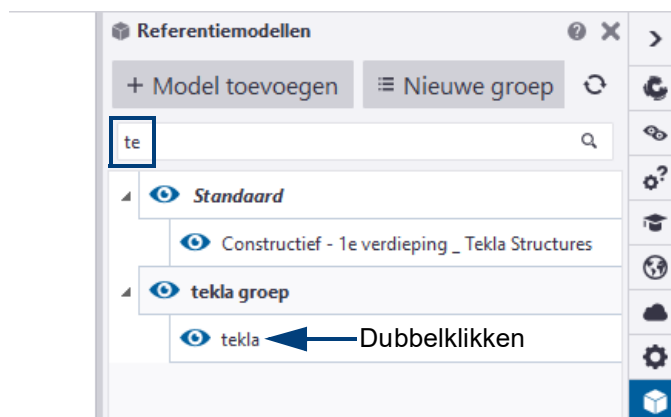 Referentiemodellen
+ Model toevoegen Nieuwe groep
te
Standaard
Constructief - 1e verdieping _ Tekla Structures
tekla groep
tekla Dubbelklikken